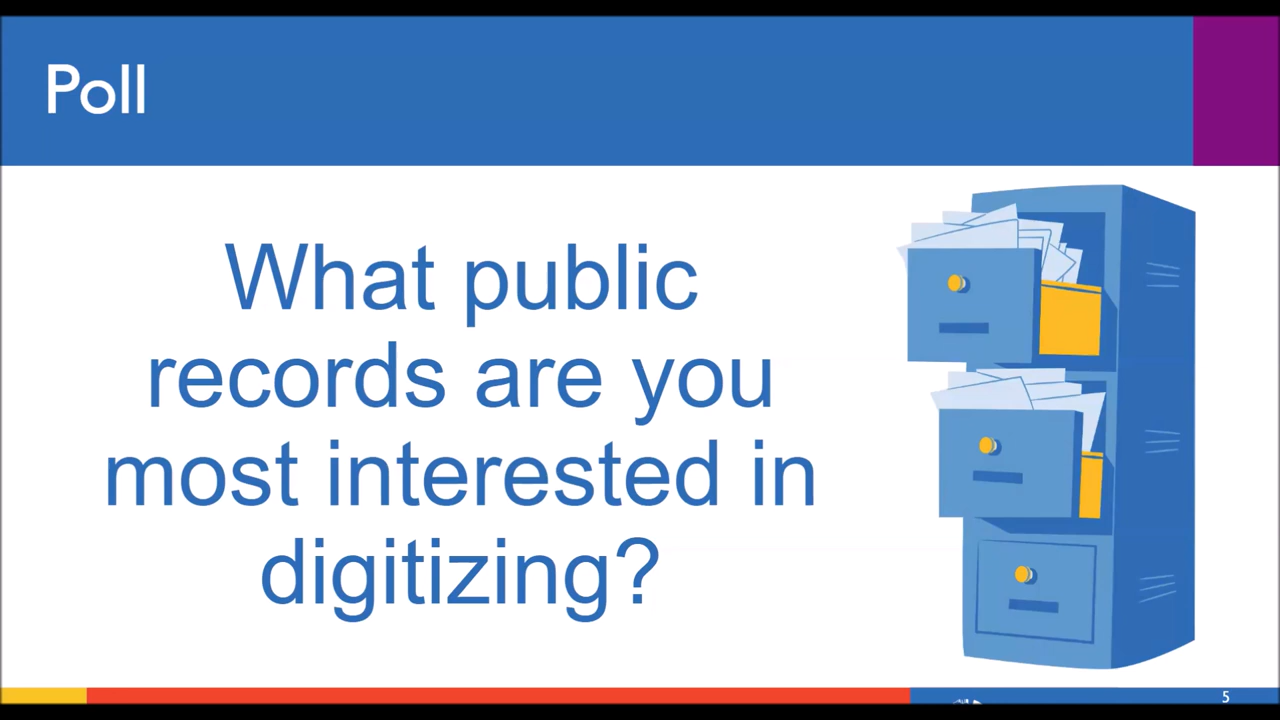 Poll
What public
records are you
most interested in
digitizing?
5